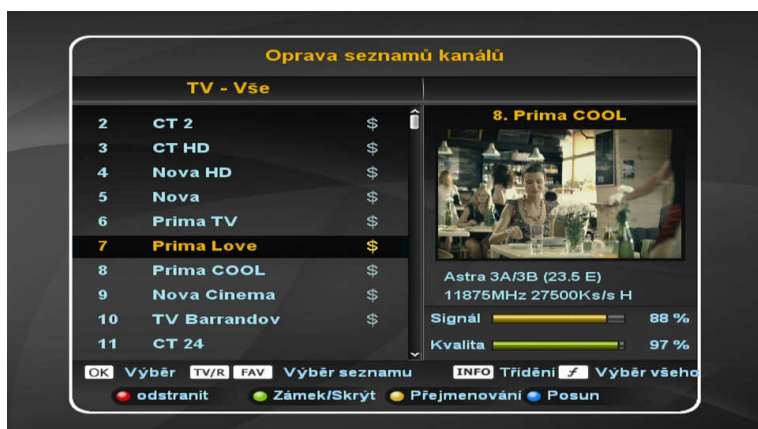 Oprava seznamů kanálů
TV - Vše
2 CT 2 $
3 CT HD $
4 Nova HD $
5 Nova $
6 Prima TV $
7 Prima Love $
8 Prima COOL $
9 Nova Cinema $
10 TV Barrandov $
11 CT 24
8. Prima COOL
Astra 3A/3B (23.5 E)
11875MHz 27500Ks/s H
Signál 88 %
Kvalita 97 %
OK Výběr TV/R FAV Výběr seznamu INFO Třídění f Výběr všeho
odstranit Zámek/Skrýt Přejmenování Posun